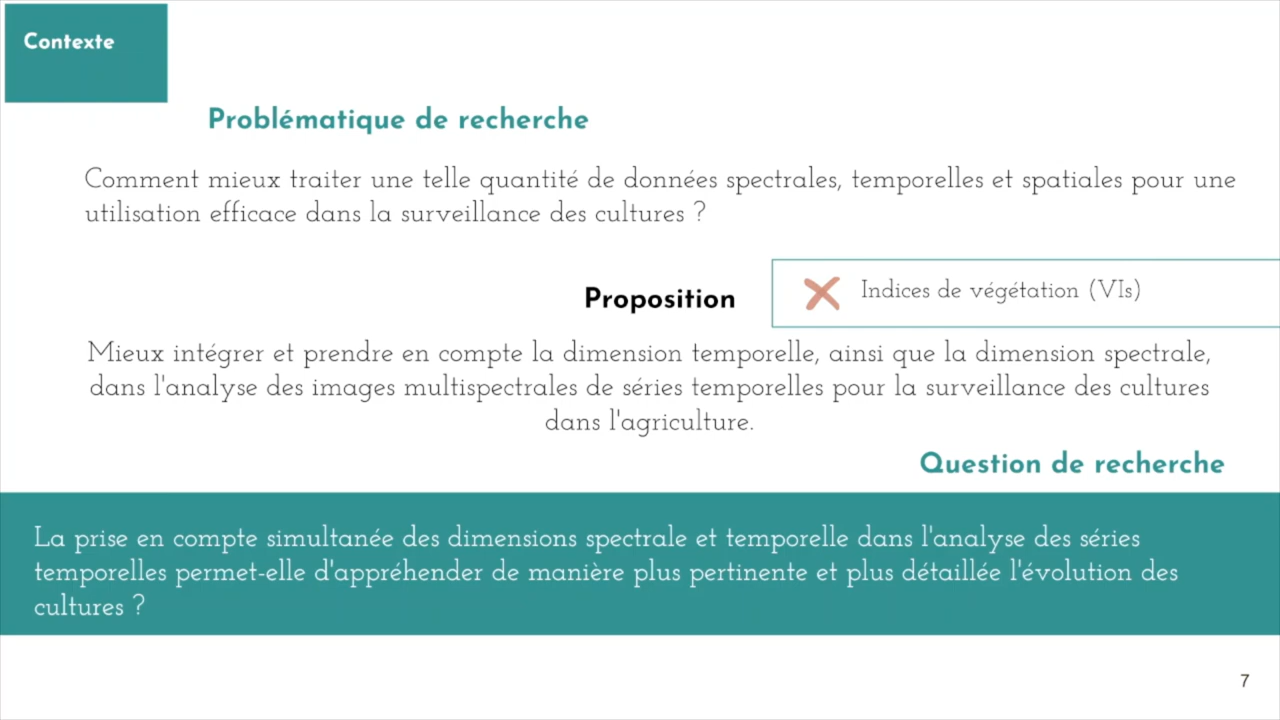 Contexte
Problématique de recherche
Comment mieux traiter une telle quantité de données spectrales, temporelles et spatiales pour une
utilisation efficace dans la surveillance des cultures ?
Proposition
Indices de végétation (VIs)
Mieux intégrer et prendre en compte la dimension temporelle, ainsi que la dimension spectrale,
dans l'analyse des images multispectrales de séries temporelles pour la surveillance des cultures
dans l'agriculture.
Question de recherche
La prise en compte simultanée des dimensions spectrale et temporelle dans l'analyse des séries
temporelles permet-elle d'appréhender de manière plus pertinente et plus détaillée l'évolution des
cultures ?
7